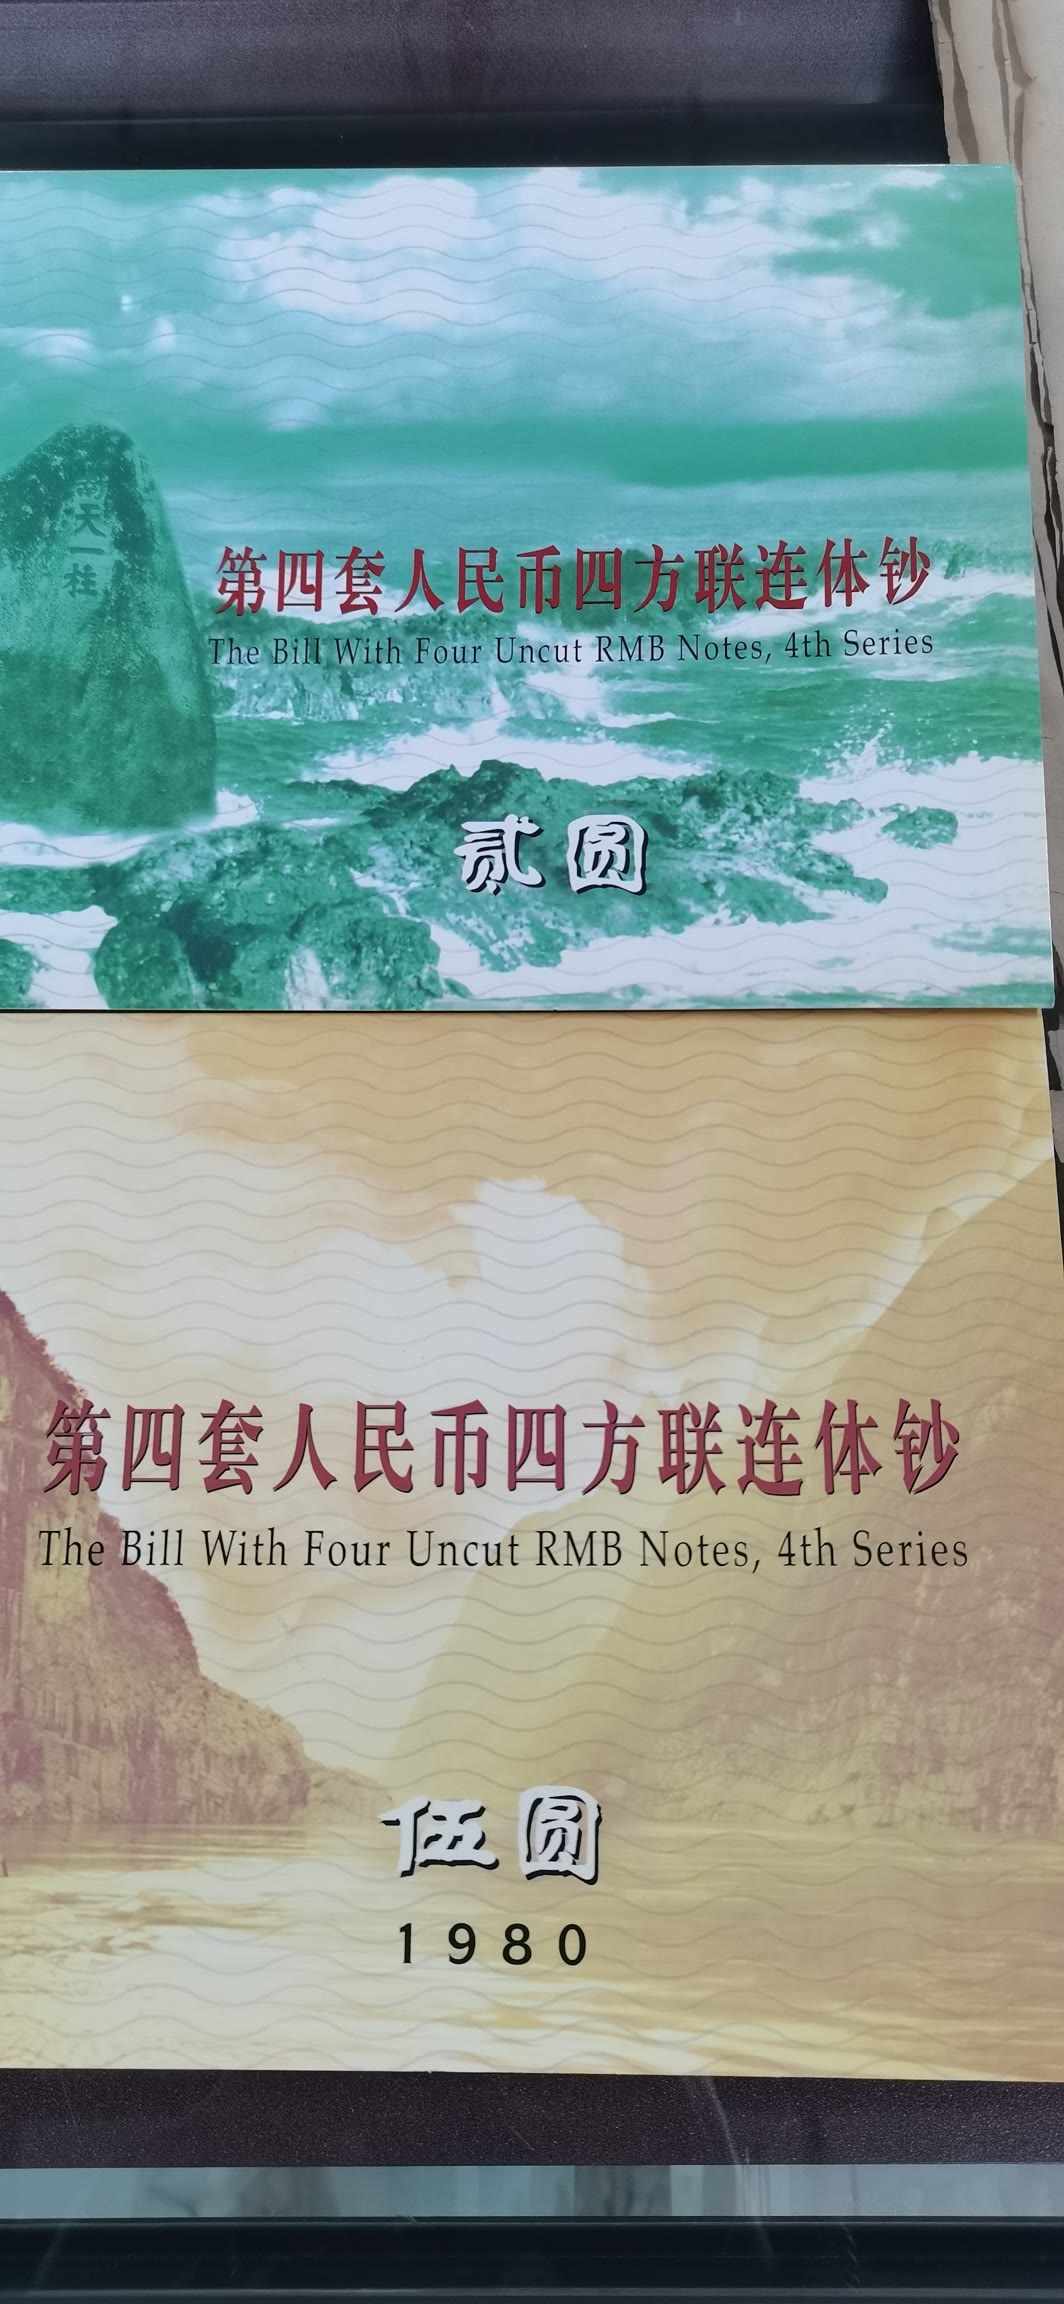 南天一柱
第四套人民币四方联连体钞
The Bill With Four Uncut RMB Notes, 4th Series
贰圆
第四套人民币四方联连体钞
The Bill With Four Uncut RMB Notes, 4th Series
伍圆
1980